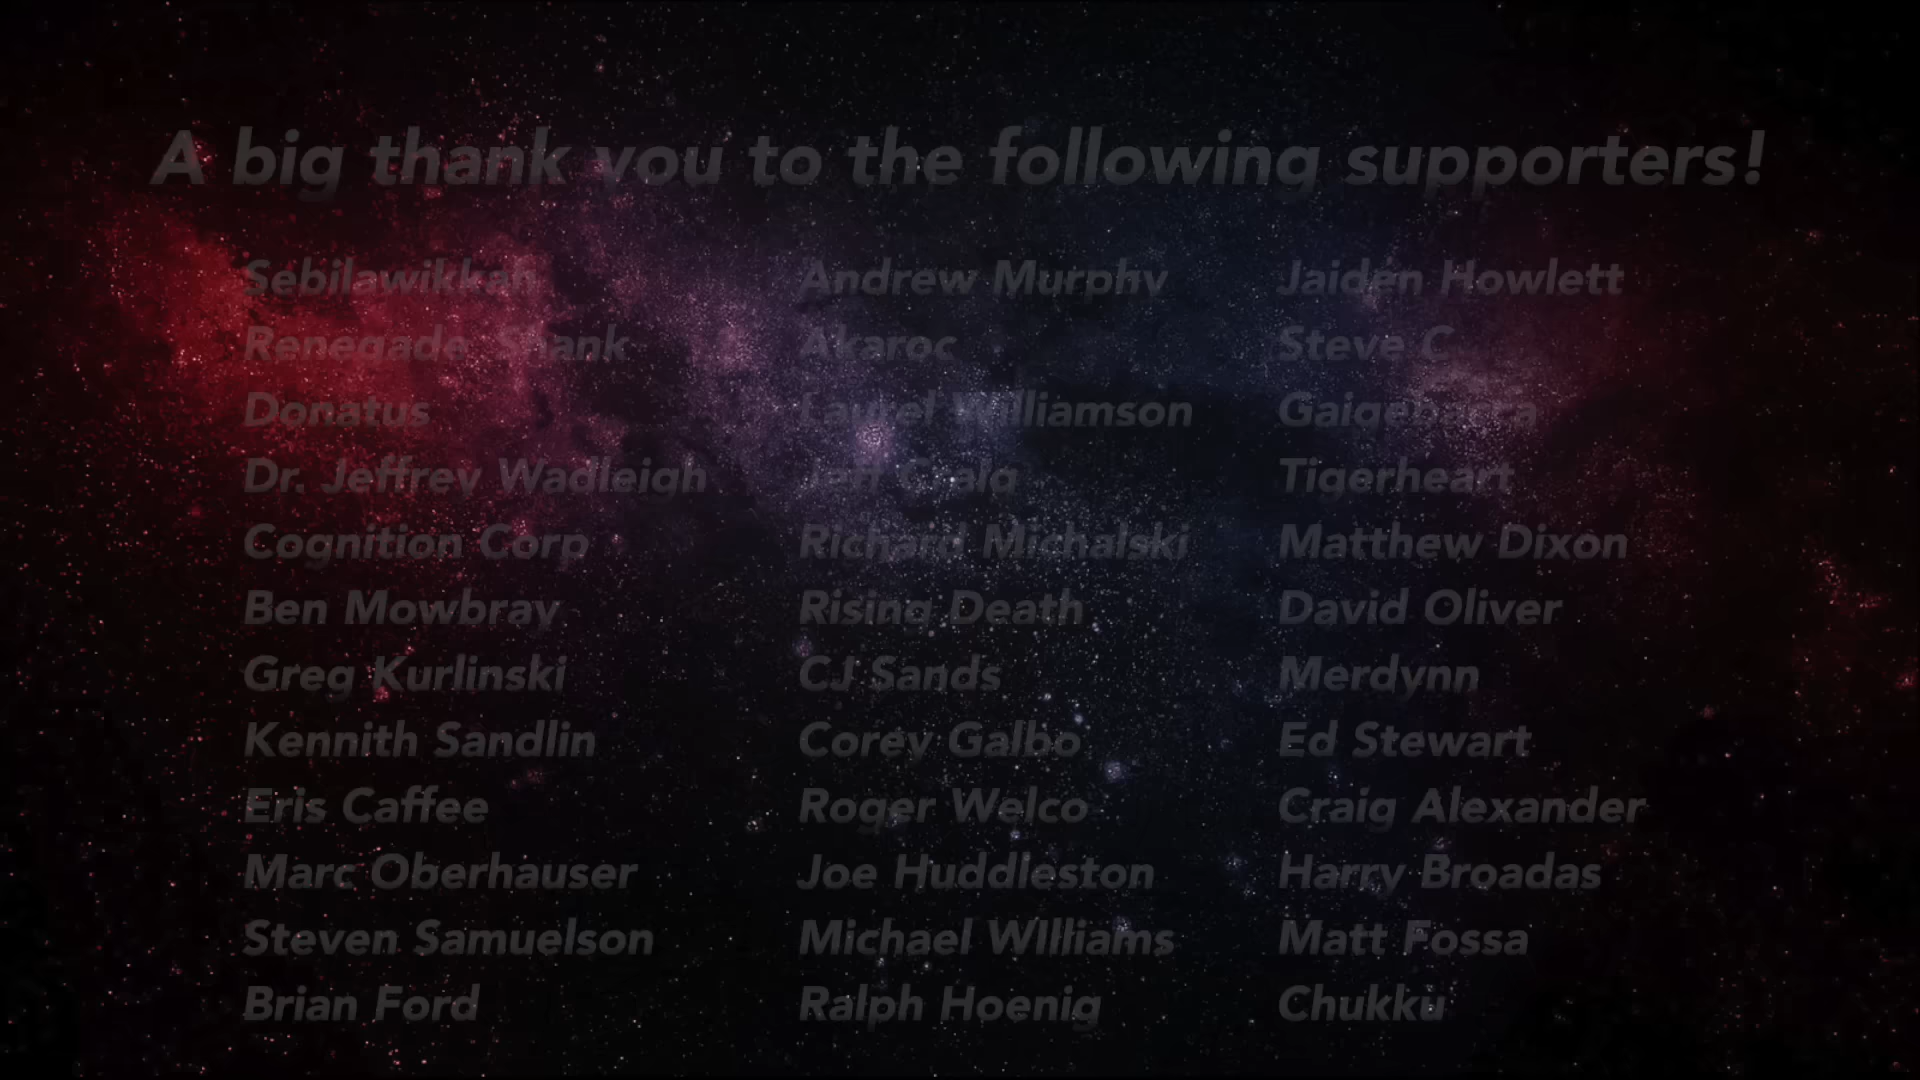 A big thank you to the following supporters!
Sebilawikkan
Renegade Shank
Donatus
Dr. Jeffrey Wadleigh
Cognition Corp
Ben Mowbray
Greg Kurlinski
Kennith Sandlin
Eris Caffee
Marc Oberhauser
Steven Samuelson
Brian Ford
Andrew Murphy
Akaroc
Laurel Williamson
Craig
Richard Michalski
Rising Death
CJ Sands
Corey Galbo
Roger Welco
Joe Huddleston
Michael WIlliams
Ralph Hoenig
Jaiden Howlett
Steve C
Tigerheart
Matthew Dixon
David Oliver
Merdynn
Ed Stewart
Craig Alexander
Harry Broadas
Matt Fossa
Chukku